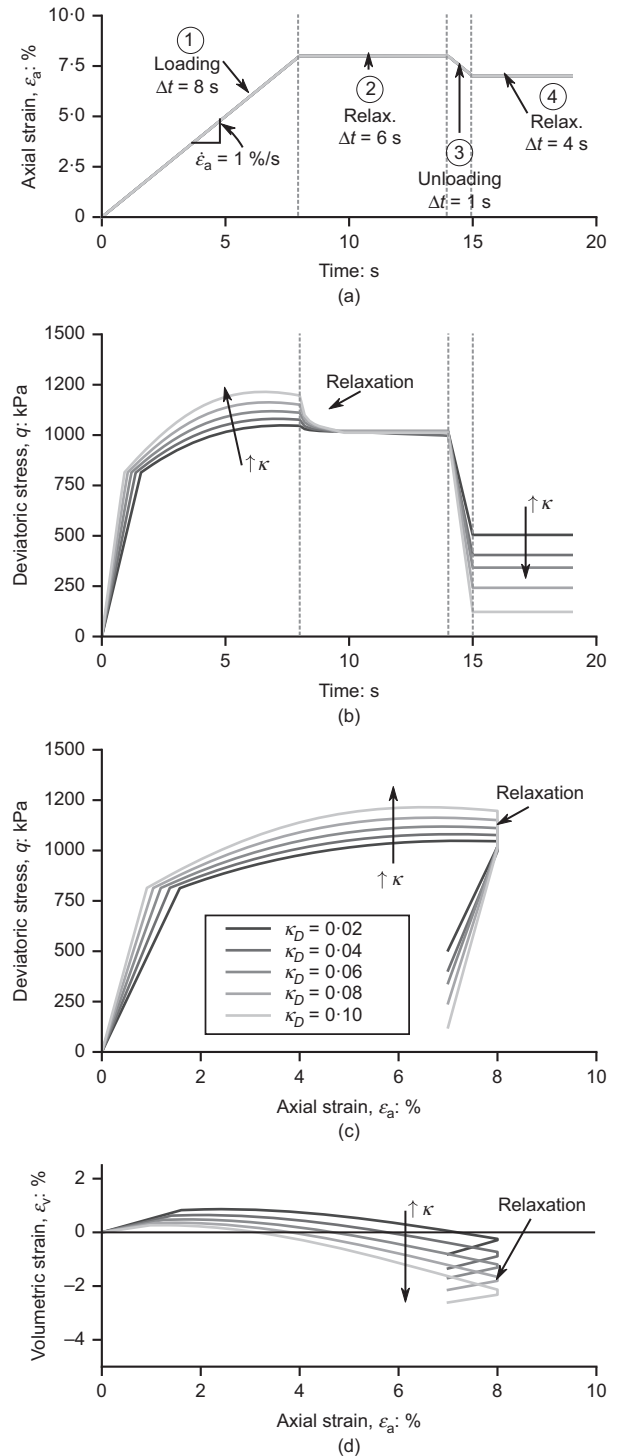 10·0
7·5
5·0
2·5
0
Axial strain, εa: %
1
Loading
Δt = 8 s
ε̇a = 1 %/s
2
Relax.
Δt = 6 s
3
Unloading
Δt = 1 s
4
Relax.
Δt = 4 s
0 5 10 15 20
Time: s
(a)
1500
1200
1000
750
500
250
0
Deviatoric stress, q: kPa
Relaxation
↑κ
↑κ
0 5 10 15 20
Time: s
(b)
1500
1200
1000
750
500
250
0
Deviatoric stress, q: kPa
Relaxation
↑κ
κD = 0·02
κD = 0·04
κD = 0·06
κD = 0·08
κD = 0·10
0 2 4 6 8 10
Axial strain, εa: %
(c)
2
0
–2
–4
Volumetric strain, εv: %
↑κ
Relaxation
0 2 4 6 8 10
Axial strain, εa: %
(d)